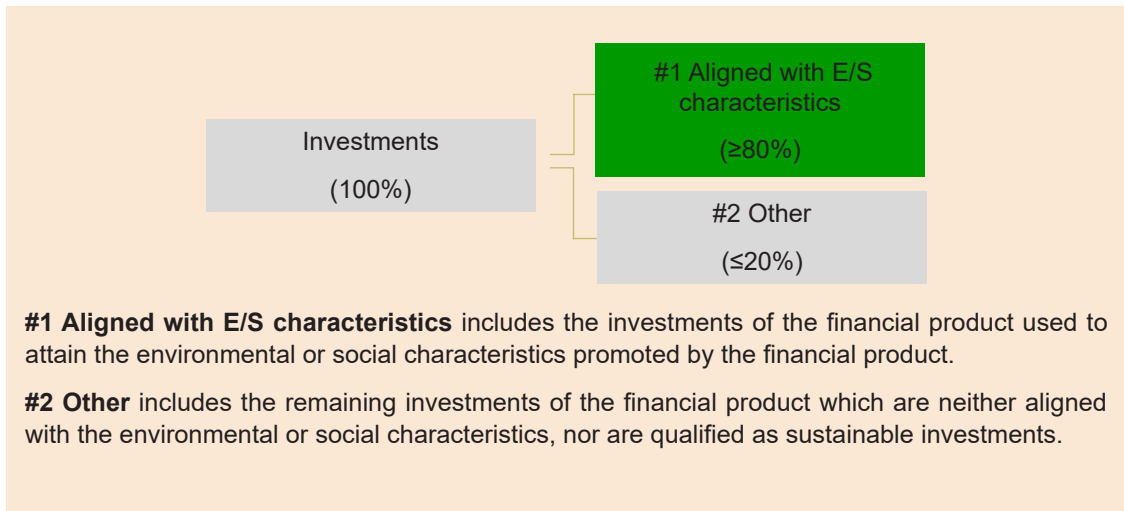 #1 Aligned with E/S
characteristics
(≥80%)
Investments
(100%)
#2 Other
(≤20%)
#1 Aligned with E/S characteristics includes the investments of the financial product used to
attain the environmental or social characteristics promoted by the financial product.
#2 Other includes the remaining investments of the financial product which are neither aligned
with the environmental or social characteristics, nor are qualified as sustainable investments.